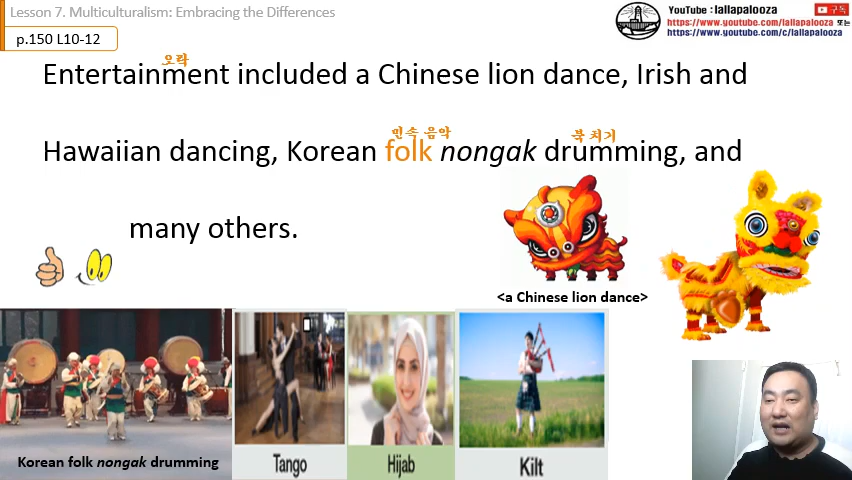 Lesson 7. Multiculturalism: Embracing the Differences
p.150 L10-12
YouTube : lallapalooza 구독
https://www.youtube.com/lallapalooza 또는
https://www.youtube.com/c/lallapalooza
오락
Entertainment included a Chinese lion dance, Irish and
민속 음악 북 치기
Hawaiian dancing, Korean folk nongak drumming, and
many others.
<a Chinese lion dance>
Korean folk nongak drumming
Tango
Hijab
Kilt